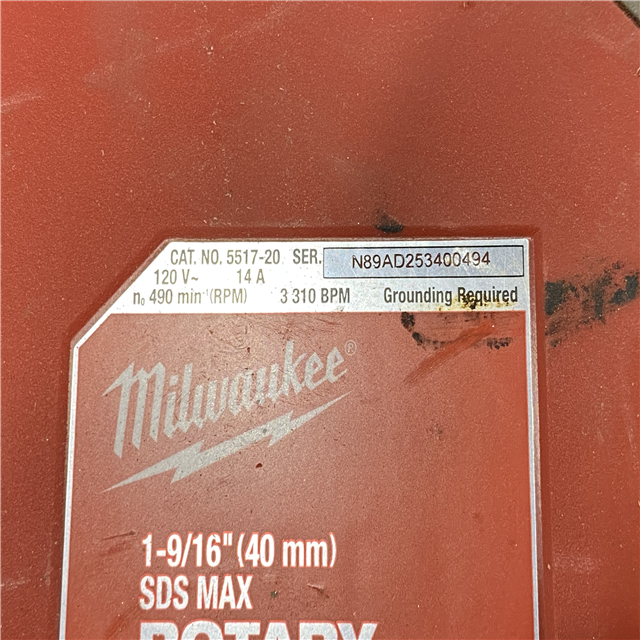 CAT. NO. 5517-20 SER. N89AD253400494
120 V~ 14 A
n₀ 490 min⁻¹(RPM) 3 310 BPM Grounding Required
Milwaukee®
1-9/16" (40 mm)
SDS MAX
ROTARY